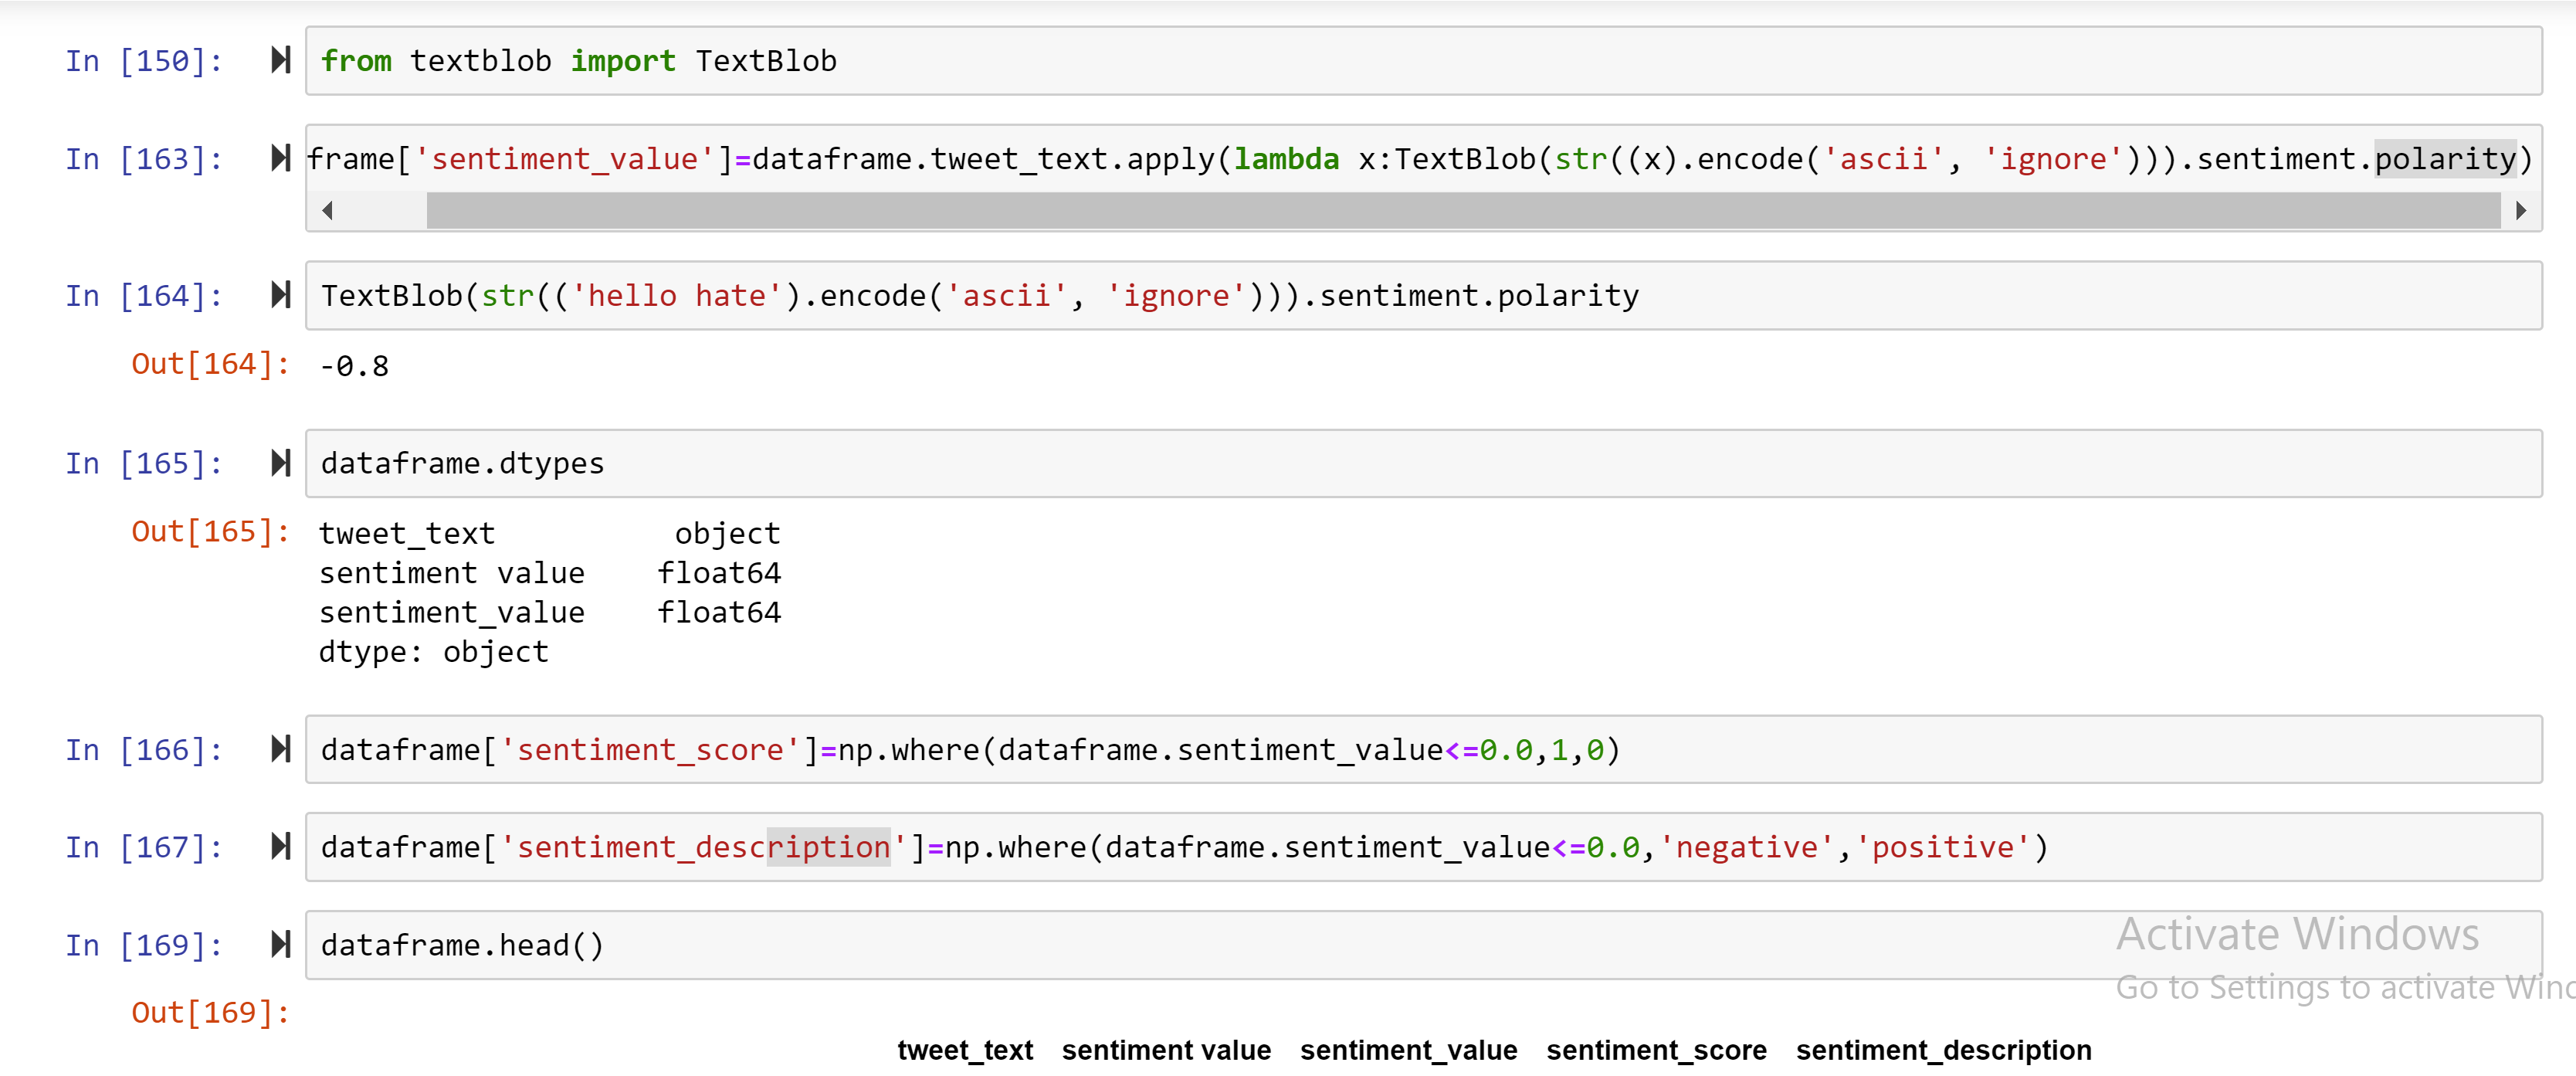 In [150]: from textblob import TextBlob
In [163]: frame['sentiment_value']=dataframe.tweet_text.apply(lambda x:TextBlob(str((x).encode('ascii', 'ignore'))).sentiment.polarity)
In [164]: TextBlob(str(('hello hate').encode('ascii', 'ignore'))).sentiment.polarity
Out[164]: -0.8
In [165]: dataframe.dtypes
Out[165]: tweet_text          object
sentiment value    float64
sentiment_value    float64
dtype: object
In [166]: dataframe['sentiment_score']=np.where(dataframe.sentiment_value<=0.0,1,0)
In [167]: dataframe['sentiment_description']=np.where(dataframe.sentiment_value<=0.0,'negative','positive')
In [169]: dataframe.head()
Activate Windows
Go to Settings to activate Wind
Out[169]:
tweet_text sentiment value sentiment_value sentiment_score sentiment_description